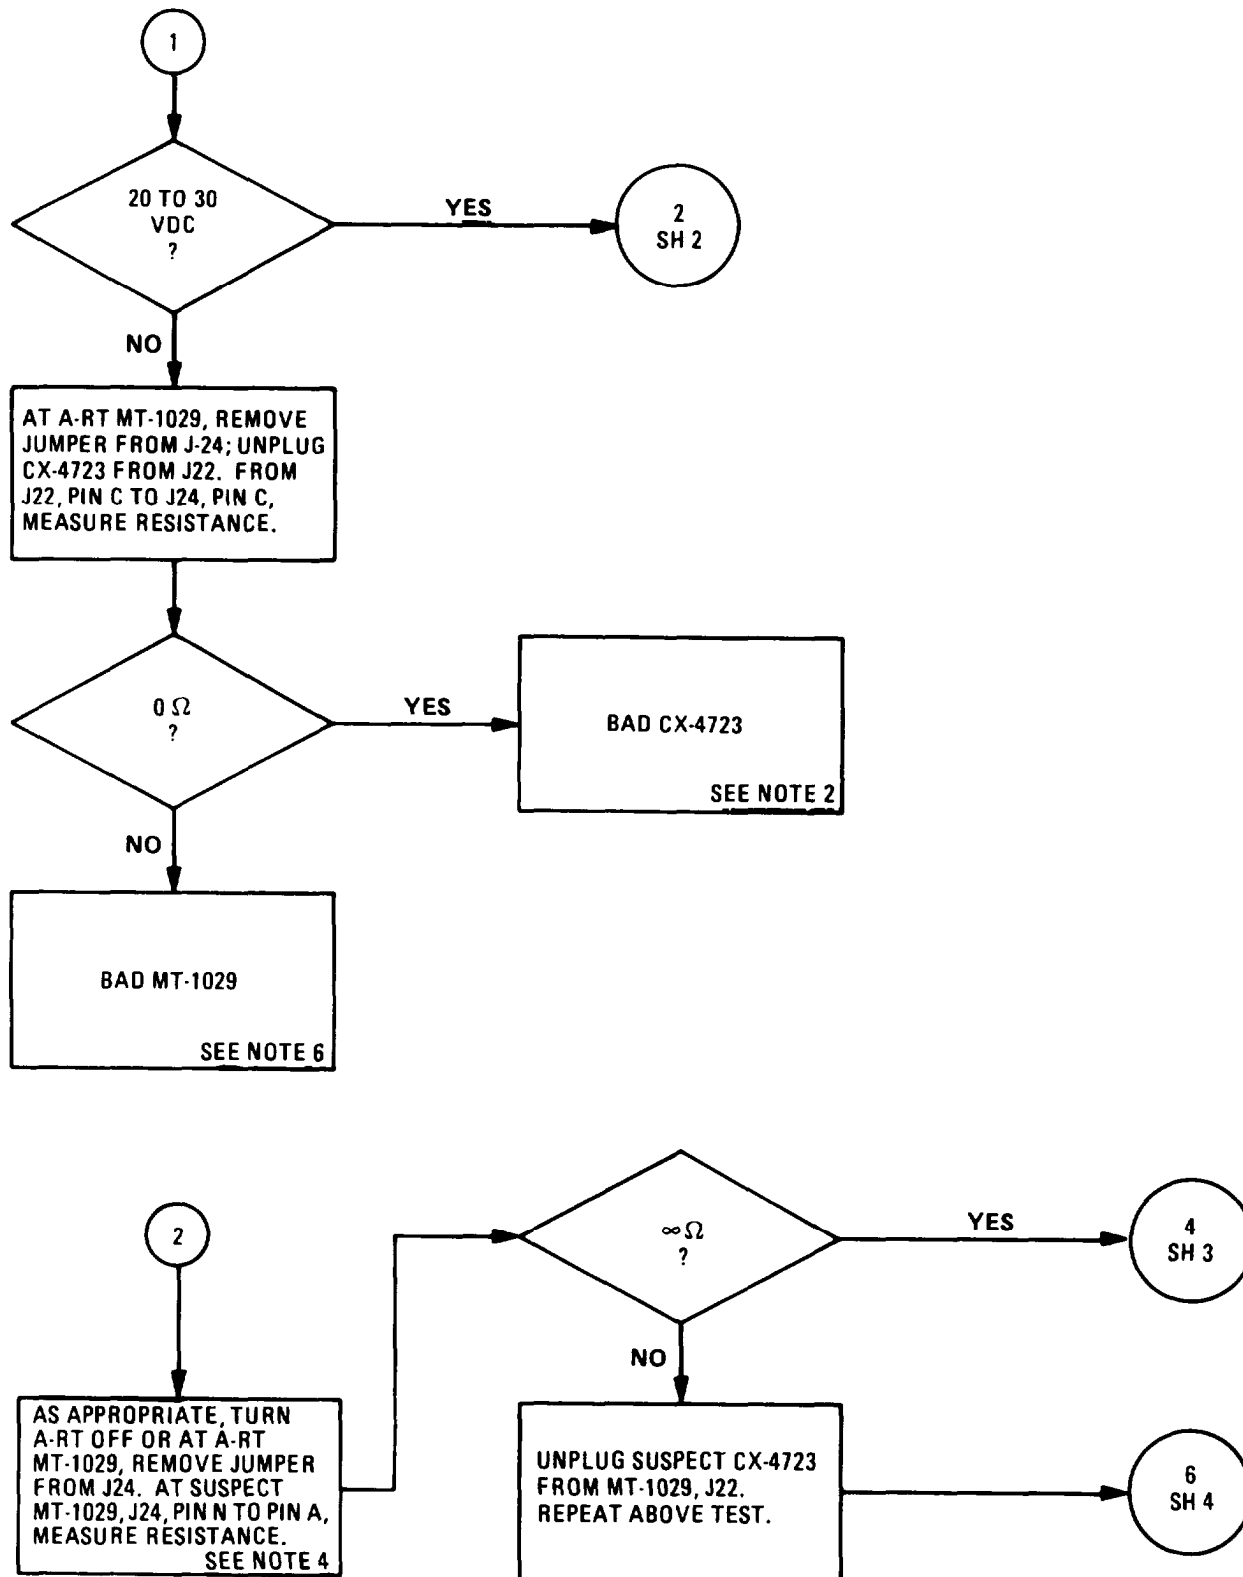 1
20 TO 30
VDC
?
YES
2
SH 2
NO
AT A-RT MT-1029, REMOVE
JUMPER FROM J-24; UNPLUG
CX-4723 FROM J22. FROM
J22, PIN C TO J24, PIN C,
MEASURE RESISTANCE.
0 Ω
?
YES
BAD CX-4723
SEE NOTE 2
NO
BAD MT-1029
SEE NOTE 6
2
AS APPROPRIATE, TURN
A-RT OFF OR AT A-RT
MT-1029, REMOVE JUMPER
FROM J24. AT SUSPECT
MT-1029, J24, PIN N TO PIN A,
MEASURE RESISTANCE.
SEE NOTE 4
∞ Ω
?
YES
4
SH 3
NO
UNPLUG SUSPECT CX-4723
FROM MT-1029, J22.
REPEAT ABOVE TEST.
6
SH 4